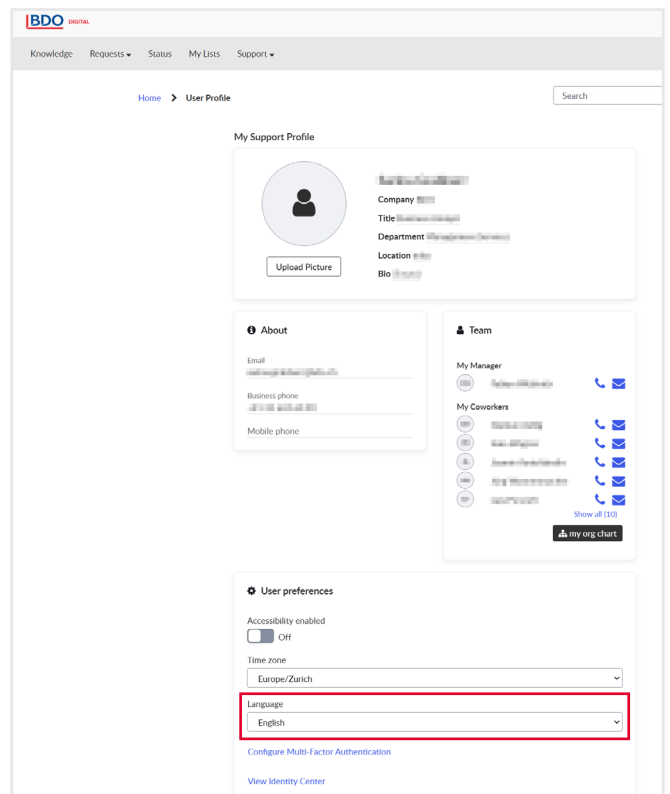 BDO DIGITAL
Knowledge Requests Status My Lists Support
Home > User Profile
Search
My Support Profile
Company
Title
Department
Location
Bio
Upload Picture
About
Email
Business phone
Mobile phone
Team
My Manager
My Coworkers
Show all (10)
my org chart
User preferences
Accessibility enabled
Off
Time zone
Europe/Zurich
Language
English
Configure Multi-Factor Authentication
View Identity Center